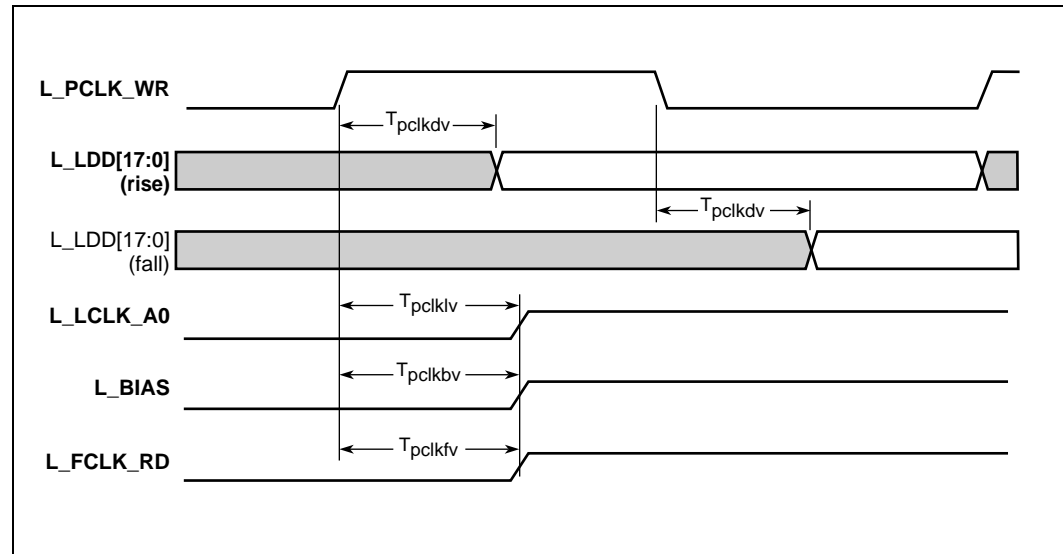 L_PCLK_WR
Tpclkdv
L_LDD[17:0]
(rise)
Tpclkdv
L_LDD[17:0]
(fall)
Tpclklv
L_LCLK_A0
Tpclkbv
L_BIAS
Tpclkfv
L_FCLK_RD